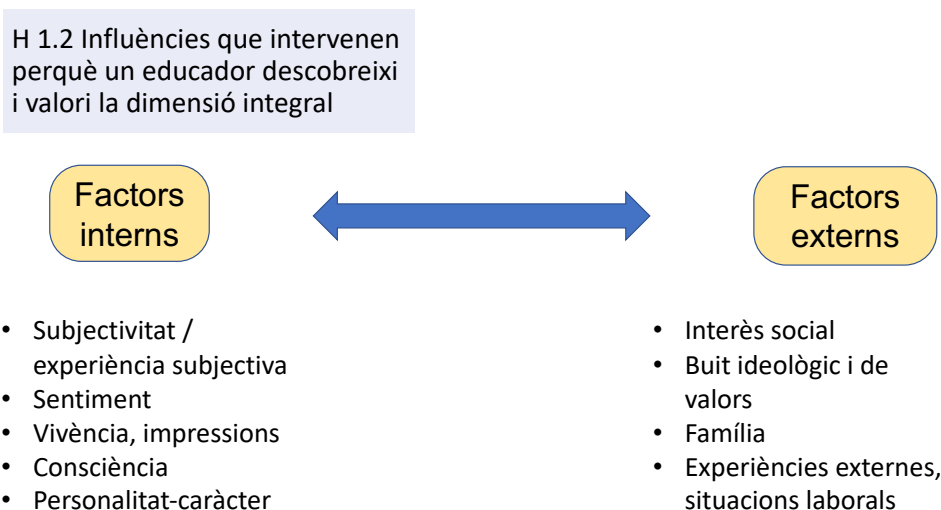 H 1.2 Influències que intervenen
perquè un educador descobreixi
i valori la dimensió integral
Factors
interns
Factors
externs
• Subjectivitat /
experiència subjectiva
• Sentiment
• Vivència, impressions
• Consciència
• Personalitat-caràcter
• Interès social
• Buit ideològic i de
valors
• Família
• Experiències externes,
situacions laborals